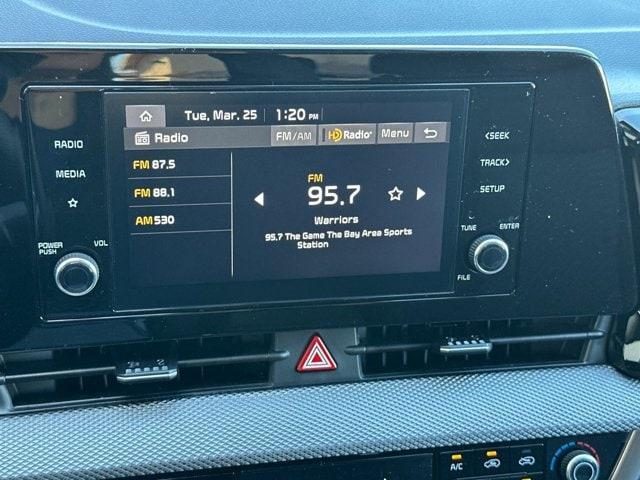 Tue, Mar. 25 1:20 PM
Radio FM/AM HD Radio Menu
FM 87.5
FM 88.1
AM 530
FM
95.7
Warriors
95.7 The Game The Bay Area Sports
Station
RADIO
MEDIA
POWER
PUSH
VOL
<SEEK
TRACK>
SETUP
TUNE
ENTER
FILE
A/C